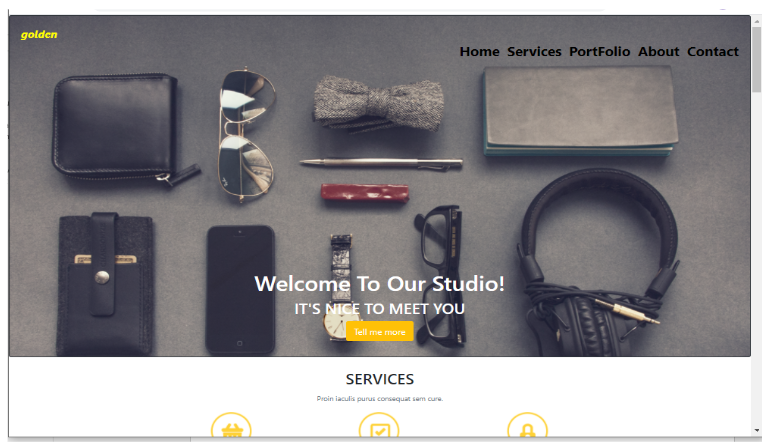 golden
Home Services PortFolio About Contact
Welcome To Our Studio!
IT'S NICE TO MEET YOU
Tell me more
SERVICES
Proin iaculis purus consequat sem cure.